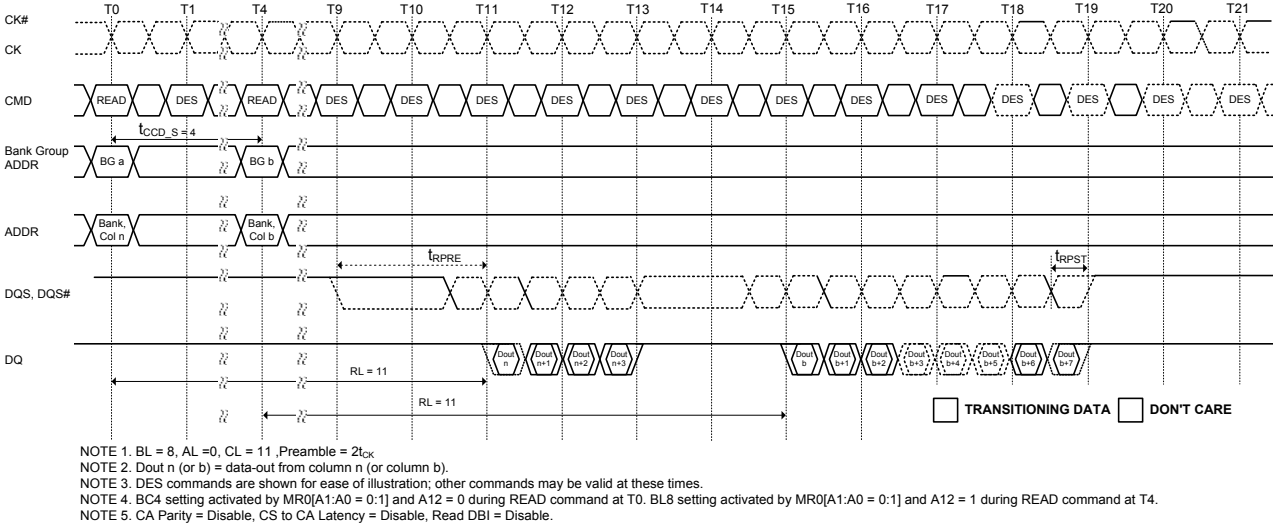 T0 T1 T4 T9 T10 T11 T12 T13 T14 T15 T16 T17 T18 T19 T20 T21
CK#
CK
CMD READ DES READ DES DES DES DES DES DES DES DES DES DES DES DES DES
tCCD_S = 4
Bank Group
ADDR
BG a BG b
ADDR
Bank,
Col n
Bank,
Col b
tRPRE
tRPST
DQS, DQS#
DQ
Dout
n
Dout
n+1
Dout
n+2
Dout
n+3
Dout
b
Dout
b+1
Dout
b+2
Dout
b+3
Dout
b+4
Dout
b+5
Dout
b+6
Dout
b+7
RL = 11
RL = 11
TRANSITIONING DATA DON'T CARE
NOTE 1. BL = 8, AL =0, CL = 11 ,Preamble = 2tCK
NOTE 2. Dout n (or b) = data-out from column n (or column b).
NOTE 3. DES commands are shown for ease of illustration; other commands may be valid at these times.
NOTE 4. BC4 setting activated by MR0[A1:A0 = 0:1] and A12 = 0 during READ command at T0. BL8 setting activated by MR0[A1:A0 = 0:1] and A12 = 1 during READ command at T4.
NOTE 5. CA Parity = Disable, CS to CA Latency = Disable, Read DBI = Disable.